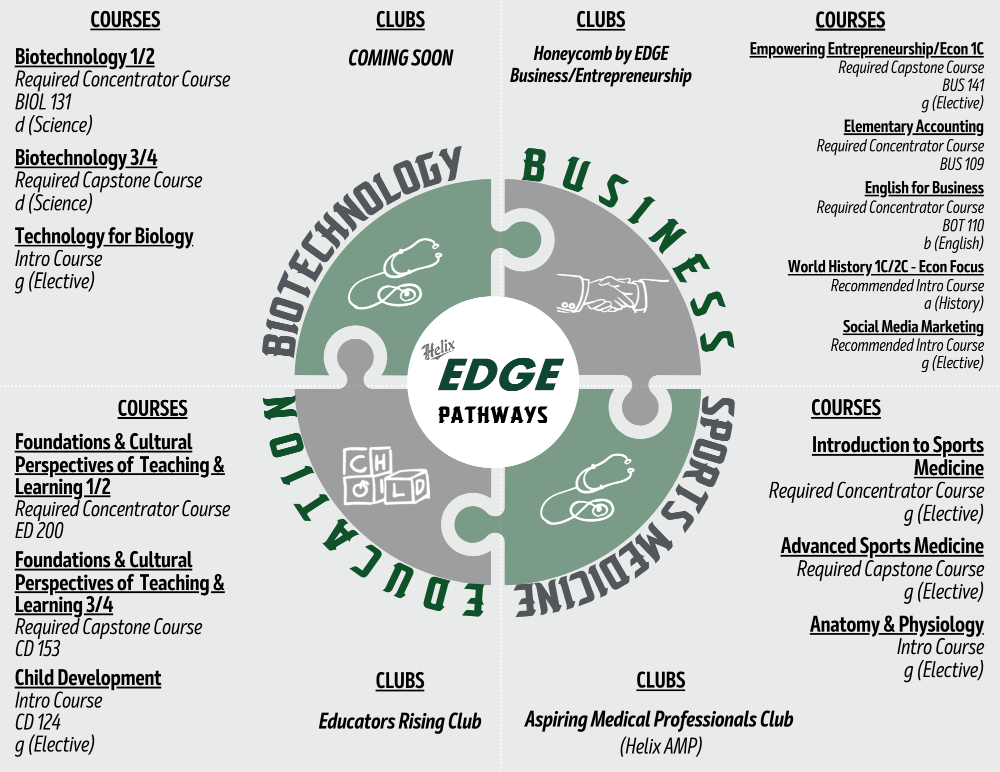 COURSES
Biotechnology 1/2
Required Concentrator Course
BIOL 131
d (Science)
Biotechnology 3/4
Required Capstone Course
d (Science)
Technology for Biology
Intro Course
g (Elective)
CLUBS
COMING SOON
CLUBS
Honeycomb by EDGE
Business/Entrepreneurship
COURSES
Empowering Entrepreneurship/Econ 1C
Required Capstone Course
BUS 141
g (Elective)
Elementary Accounting
Required Concentrator Course
BUS 109
English for Business
Required Concentrator Course
BOT 110
b (English)
World History 1C/2C - Econ Focus
Recommended Intro Course
a (History)
Social Media Marketing
Recommended Intro Course
g (Elective)
BIOTECHNOLOGY
BUSINESS
Helix
EDGE
PATHWAYS
EDUCATION
CH
ILD
SPORTS MEDICINE
COURSES
Foundations & Cultural
Perspectives of Teaching &
Learning 1/2
Required Concentrator Course
ED 200
Foundations & Cultural
Perspectives of Teaching &
Learning 3/4
Required Capstone Course
CD 153
Child Development
Intro Course
CD 124
g (Elective)
CLUBS
Educators Rising Club
CLUBS
Aspiring Medical Professionals Club
(Helix AMP)
COURSES
Introduction to Sports
Medicine
Required Concentrator Course
g (Elective)
Advanced Sports Medicine
Required Capstone Course
g (Elective)
Anatomy & Physiology
Intro Course
g (Elective)